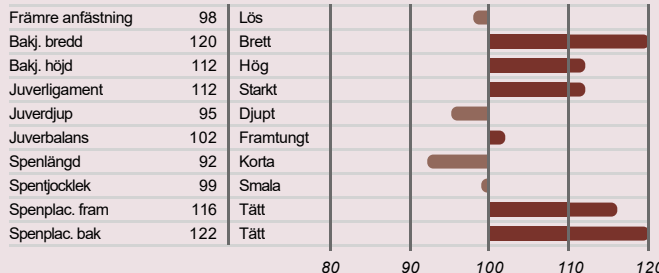 Främre anfästning 98 Lös
Bakj. bredd 120 Brett
Bakj. höjd 112 Hög
Juverligament 112 Starkt
Juverdjup 95 Djupt
Juverbalans 102 Framtungt
Spenlängd 92 Korta
Spentjocklek 99 Smala
Spenplac. fram 116 Tätt
Spenplac. bak 122 Tätt
80 90 100 110 120